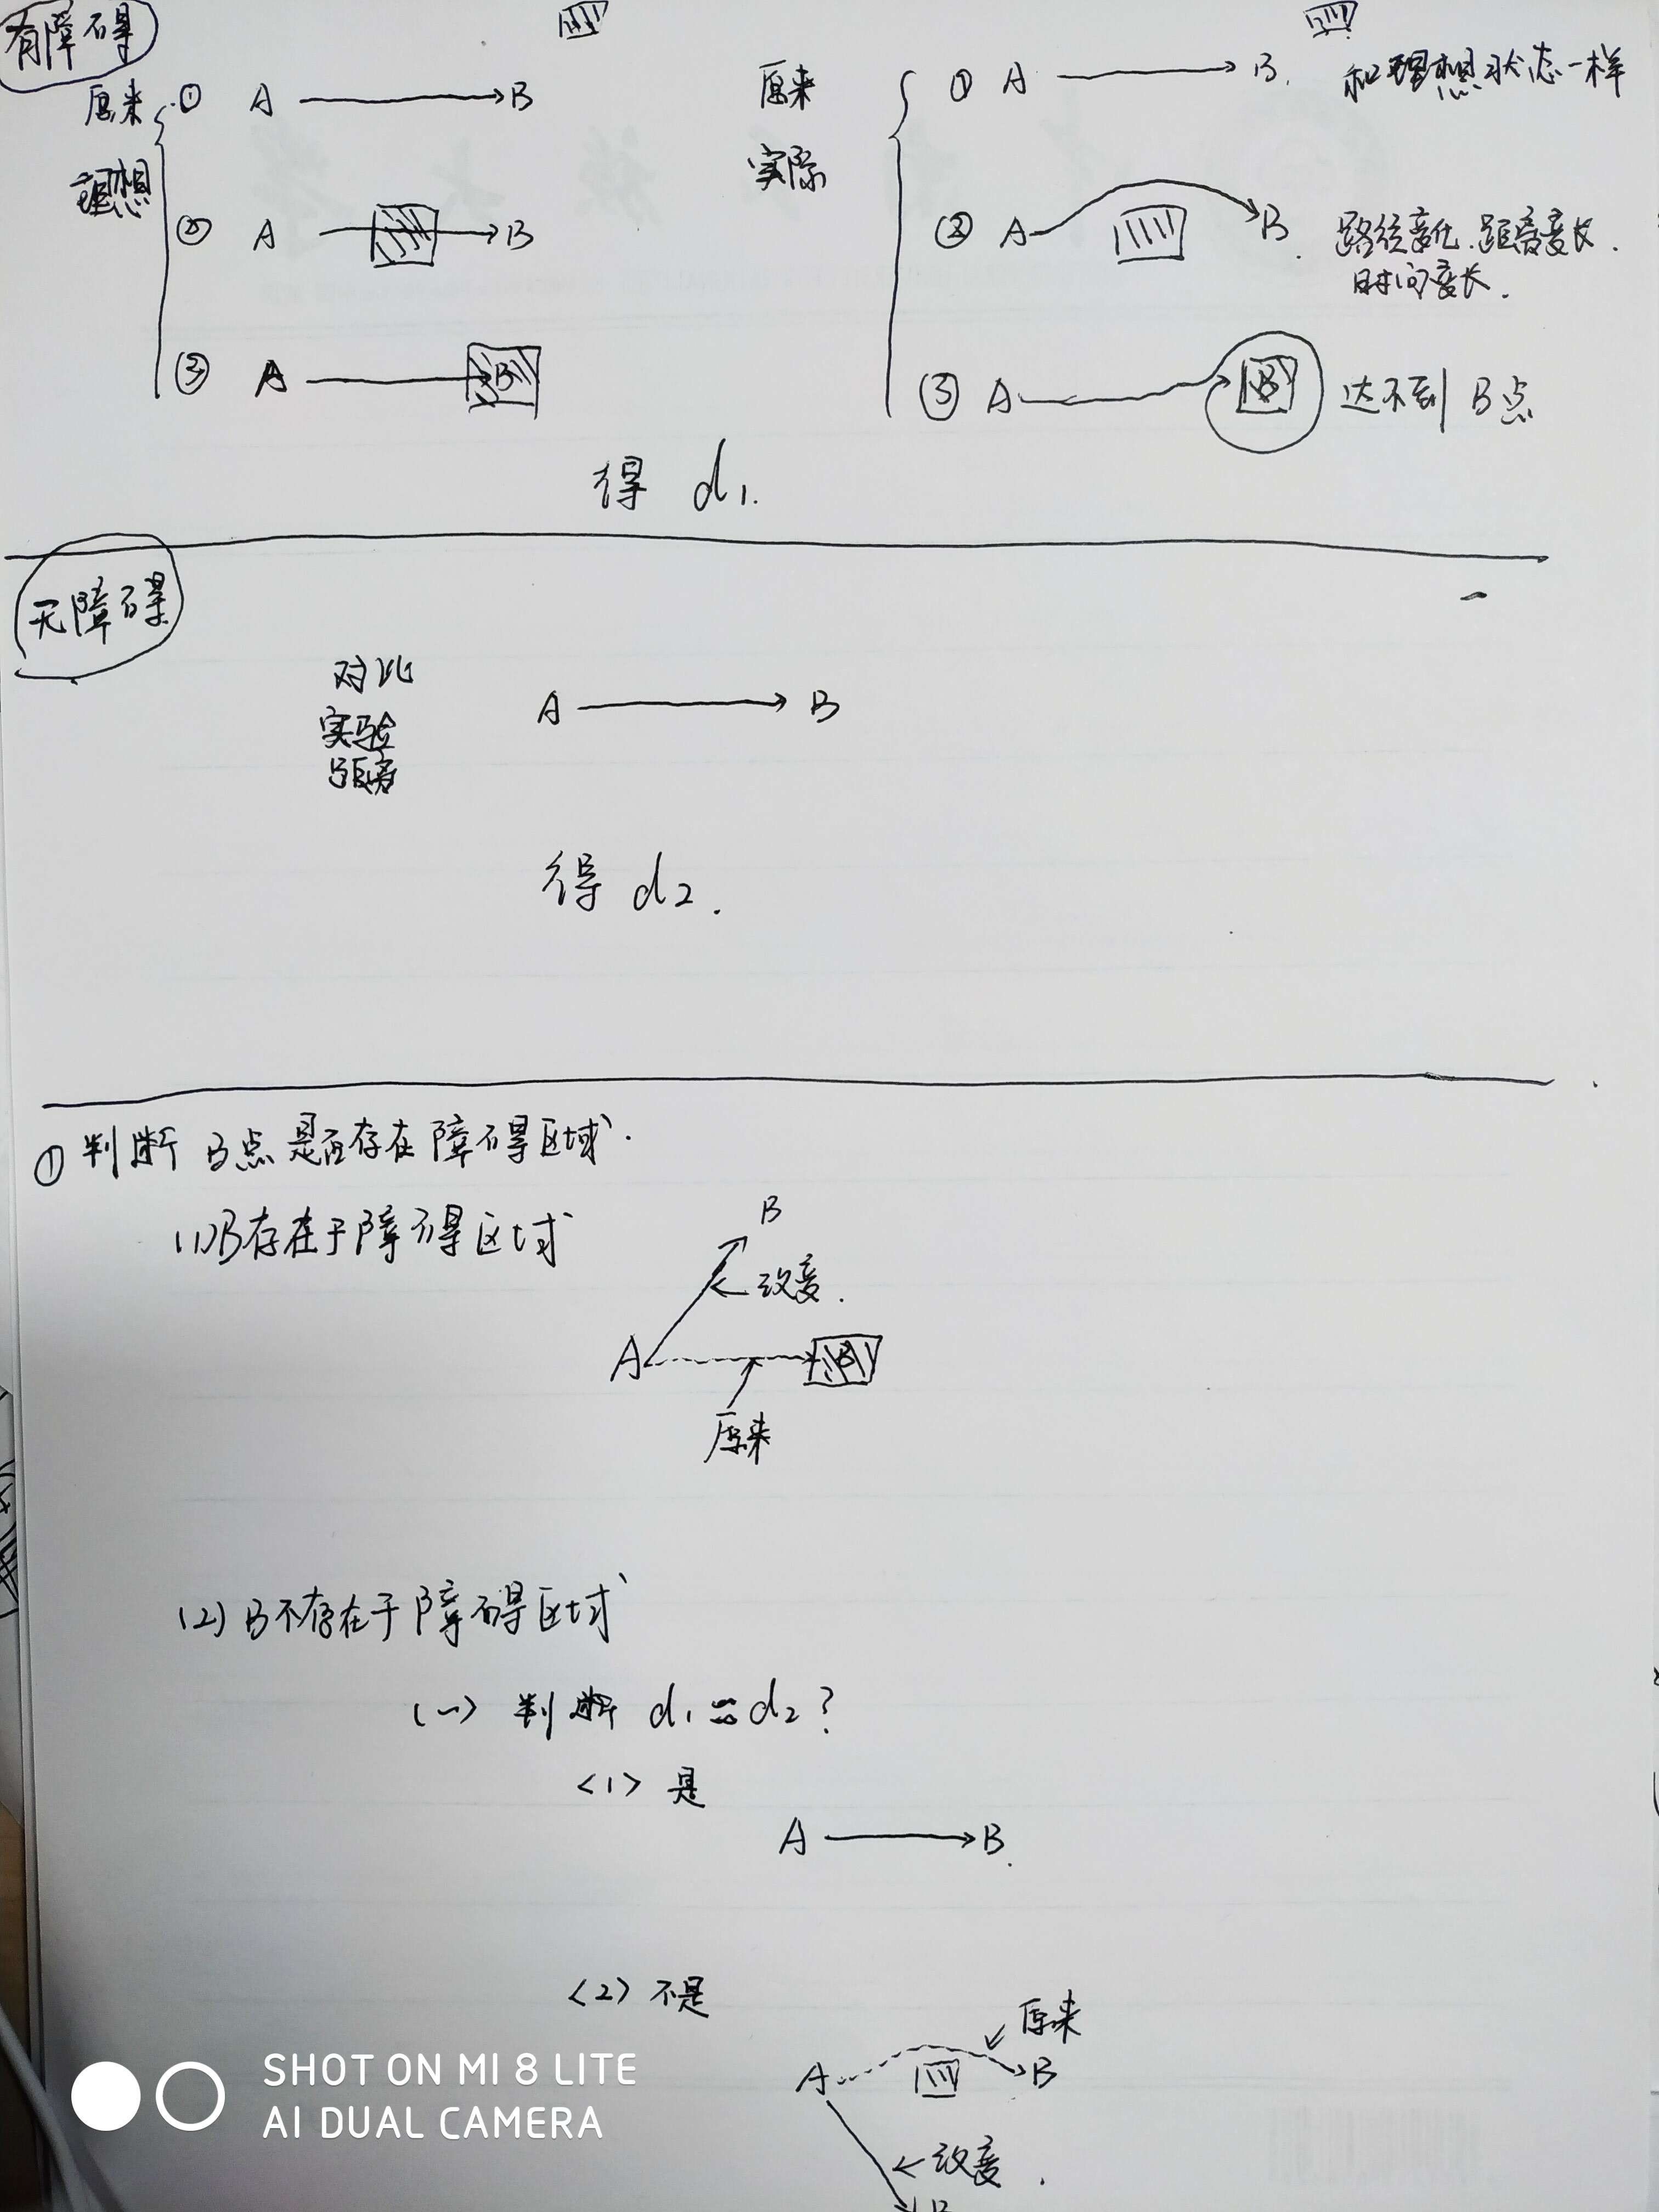 有障碍
原来
理想
① A B
② A B
③ A B
原来
实际
① A B. 和理想状态一样
② A B 路径变化.距离变长.
时间变长.
③ A B 达不到B点
得 d1.
无障碍
对比
实验
距离
A B
得 d2.
①判断 B点是否存在障碍区域.
(1)B存在于障碍区域
B
改变.
A B
原来
(2) B不存在于障碍区域
(一) 判断 d1 ≈ d2?
<1> 是
A B.
<2> 不是
原来
A B
改变.
B
SHOT ON MI 8 LITE
AI DUAL CAMERA